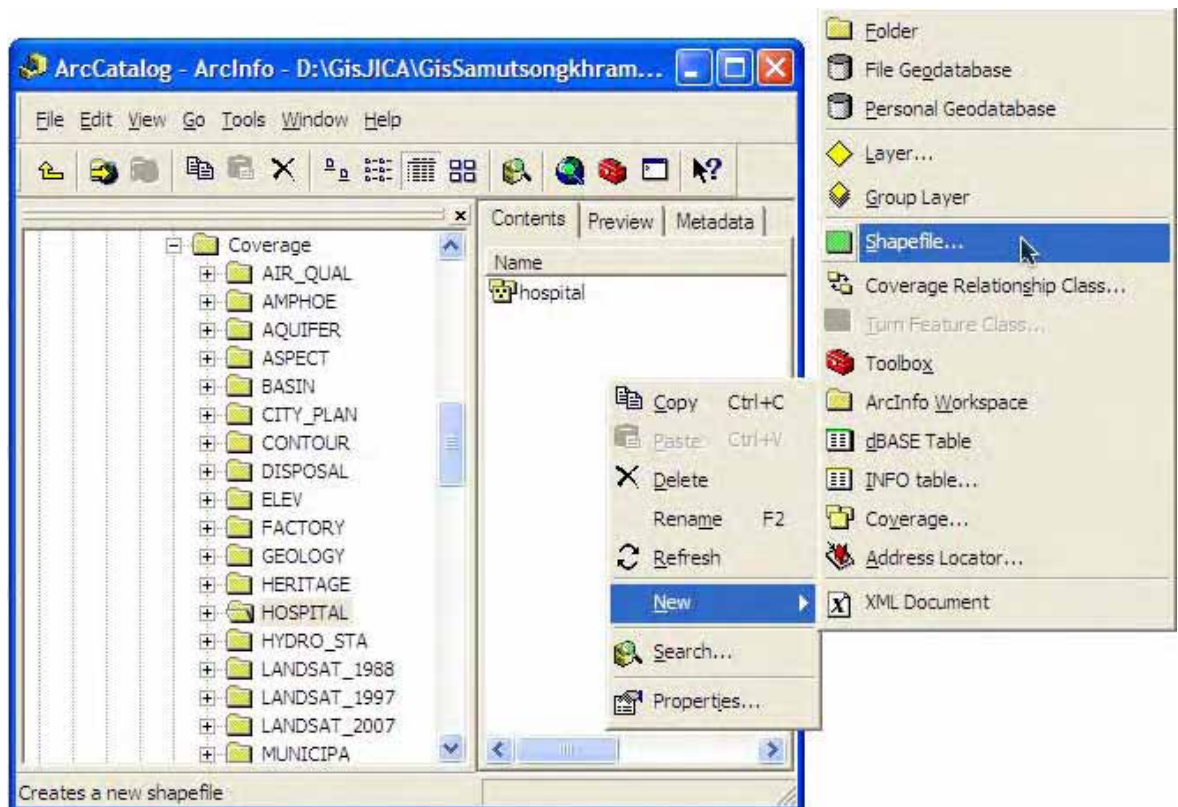 ArcCatalog - ArcInfo - D:\GisJICA\GisSamutsongkhram...
File Edit View Go Tools Window Help
Contents Preview Metadata
Name
hospital
Coverage
AIR_QUAL
AMPHOE
AQUIFER
ASPECT
BASIN
CITY_PLAN
CONTOUR
DISPOSAL
ELEV
FACTORY
GEOLOGY
HERITAGE
HOSPITAL
HYDRO_STA
LANDSAT_1988
LANDSAT_1997
LANDSAT_2007
MUNICIPA
Creates a new shapefile
Copy Ctrl+C
Paste Ctrl+V
Delete
Rename F2
Refresh
New
Search...
Properties...
Folder
File Geodatabase
Personal Geodatabase
Layer...
Group Layer
Shapefile...
Coverage Relationship Class...
Turn Feature Class...
Toolbox
ArcInfo Workspace
dBASE Table
INFO table...
Coverage...
Address Locator...
XML Document